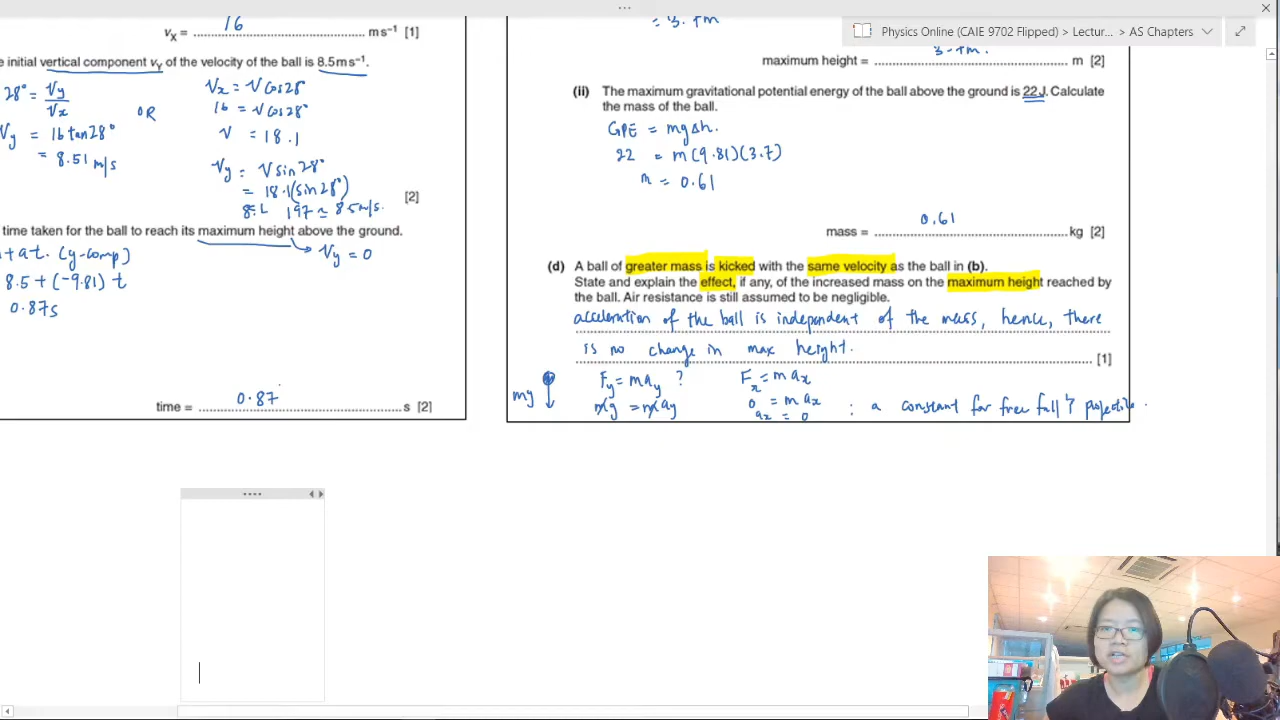 Physics Online (CAIE 9702 Flipped) > Lectur... > AS Chapters
16
vx = ms⁻¹ [1]
e initial vertical component vY of the velocity of the ball is 8.5 ms⁻¹.
28° = Vy/Vx
OR
Vy = 16 tan 28°
= 8.51 m/s
Vx = V cos 28°
16 = V cos 28°
V = 18.1
Vy = V sin 28°
= 18.1 (sin 28°)
197 ≈ 8.5 m/s.
[2]
time taken for the ball to reach its maximum height above the ground.
Vy = 0
+ at. (y-comp)
8.5 + (-9.81) t
0.87s
0.87
time = s [2]
= 3.7m
3.7m.
maximum height = m [2]
(ii) The maximum gravitational potential energy of the ball above the ground is 22 J. Calculate
the mass of the ball.
GPE = mgΔh.
22 = m(9.81)(3.7)
m = 0.61
0.61
mass = kg [2]
(d) A ball of greater mass is kicked with the same velocity as the ball in (b).
State and explain the effect, if any, of the increased mass on the maximum height reached by
the ball. Air resistance is still assumed to be negligible.
acceleration of the ball is independent of the mass, hence, there
is no change in max height.
[1]
mg
Fy = may ?
mg = may
Fx = max
0 = max
ax = 0
: a constant for free fall & projectile.